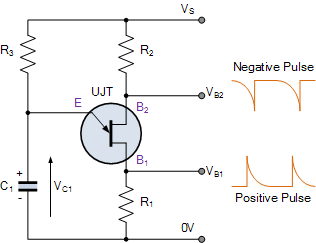 VS
R3
R2
Negative Pulse
UJT
VB2
E
B2
B1
VB1
C1
+
-
VC1
R1
Positive Pulse
0V